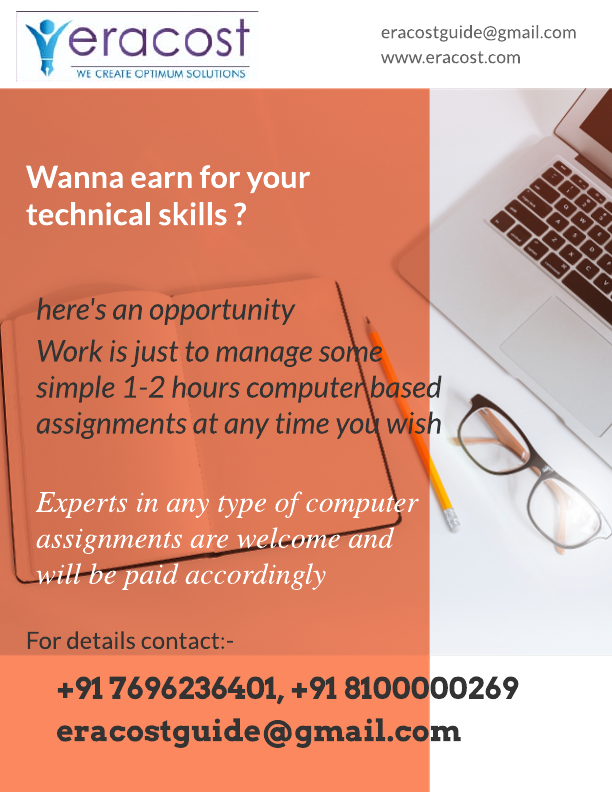 eracost
WE CREATE OPTIMUM SOLUTIONS
eracostguide@gmail.com
www.eracost.com
Wanna earn for your
technical skills ?
here's an opportunity
Work is just to manage some
simple 1-2 hours computer based
assignments at any time you wish
Experts in any type of computer
assignments are welcome and
will be paid accordingly
For details contact:-
+91 7696236401, +91 8100000269
eracostguide@gmail.com